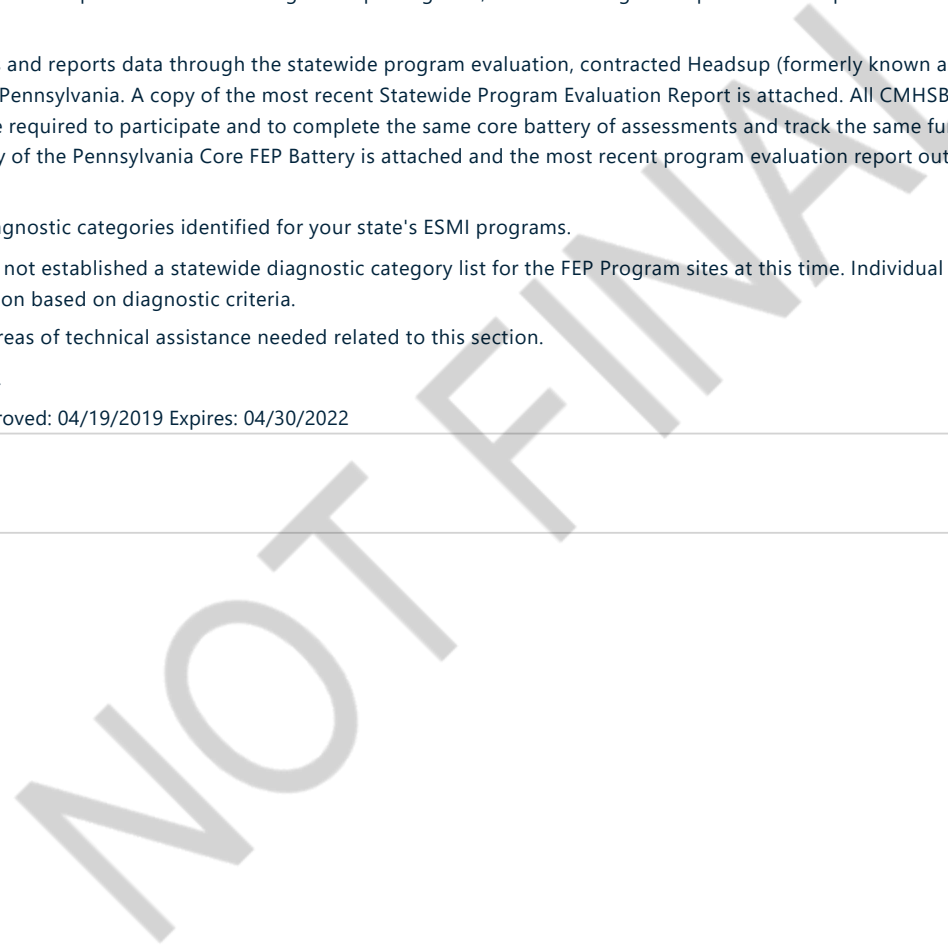 and reports data through the statewide program evaluation, contracted Headsup (formerly known a
Pennsylvania. A copy of the most recent Statewide Program Evaluation Report is attached. All CMHSB
required to participate and to complete the same core battery of assessments and track the same fu
of the Pennsylvania Core FEP Battery is attached and the most recent program evaluation report out
gnostic categories identified for your state's ESMI programs.
not established a statewide diagnostic category list for the FEP Program sites at this time. Individual
on based on diagnostic criteria.
reas of technical assistance needed related to this section.
roved: 04/19/2019 Expires: 04/30/2022
NOT FINAL